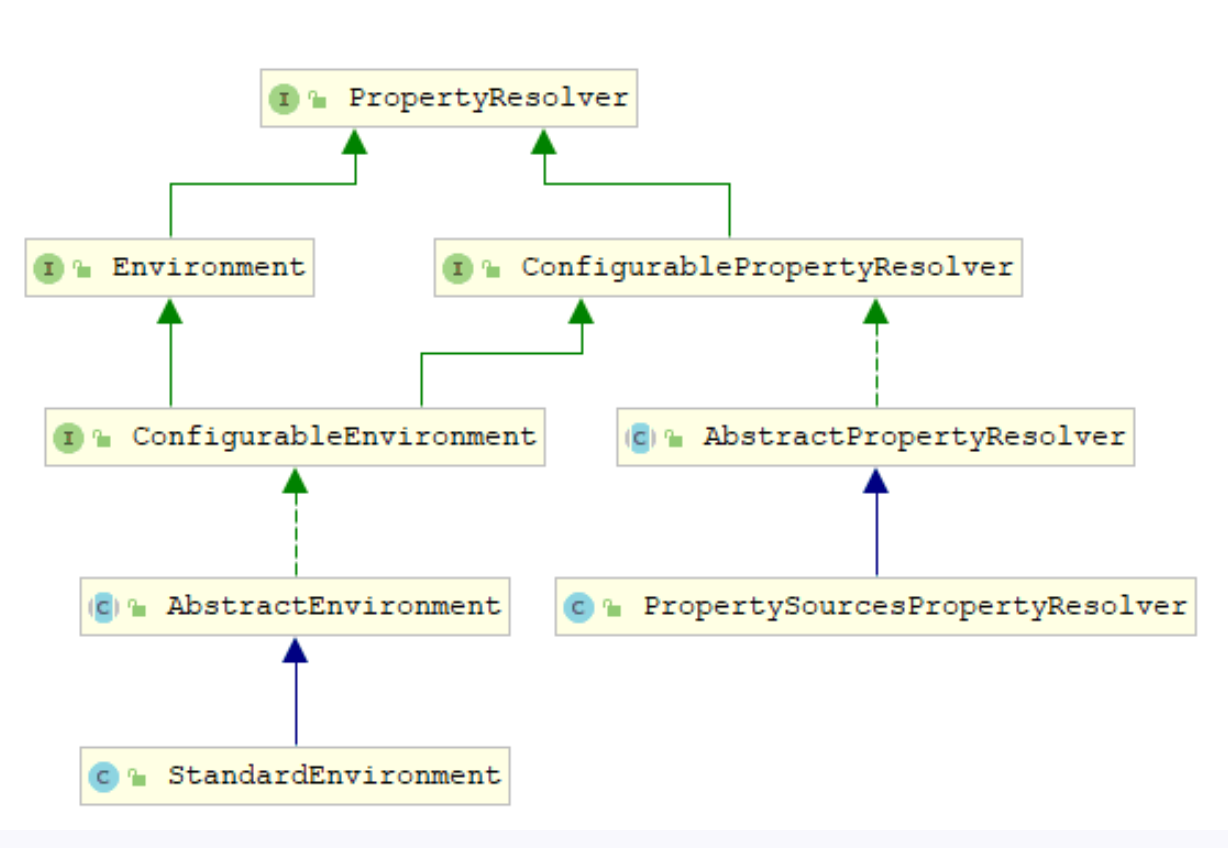 I PropertyResolver
I Environment
I ConfigurablePropertyResolver
I ConfigurableEnvironment
C AbstractPropertyResolver
C AbstractEnvironment
C PropertySourcesPropertyResolver
C StandardEnvironment